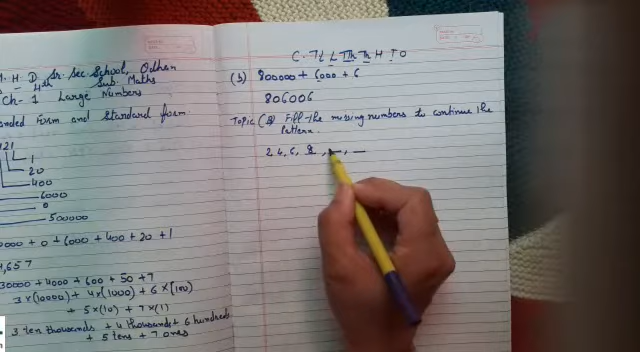 M. H. D. Sr. Sec School, Odhan
4th Sub. Maths
Ch-1 Large Numbers
nded Form and Standard form
21
1
20
400
6000
0
500000
0000 + 0 + 6000 + 400 + 20 + 1
4,657
30000 + 4000 + 600 + 50 + 7
3 × (10000) + 4 × (1000) + 6 × (100)
+ 5 × (10) + 7 × (1)
3 ten thousands + 4 thousands + 6 hundreds
+ 5 tens + 7 ones
C TL L TTh Th H T O
(3) 800000 + 6000 + 6
806006
Topic Fill the missing numbers to continue the
pattern.
2, 4, 6, 8, __, __